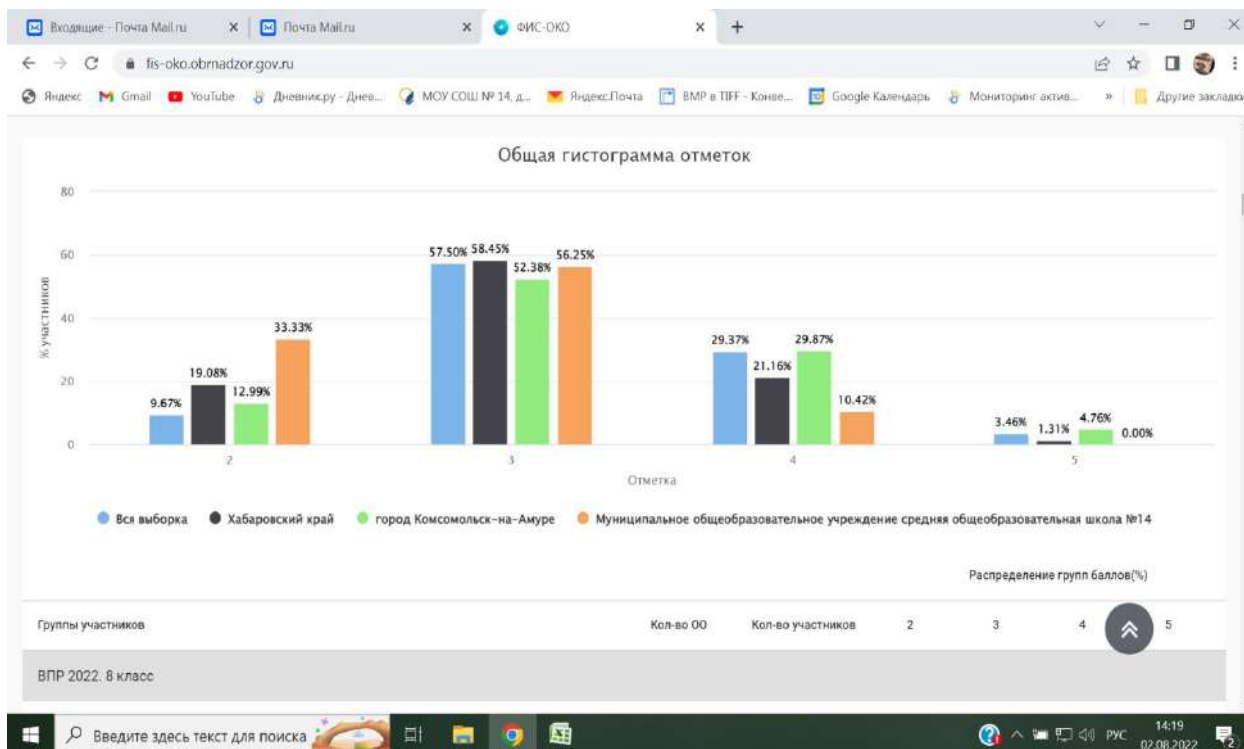 Входящие - Почта Mail.ru
Почта Mail.ru
ФИС-ОКО
fis-oko.obrnadzor.gov.ru
Яндекс Gmail YouTube Дневник.ру - Днев... МОУ СОШ № 14, д... Яндекс.Почта BMP в TIFF - Конве... Google Календарь Мониторинг актив... » Другие закладки
Общая гистограмма отметок
80
60
40
20
0
% участников
9.67% 19.08% 12.99% 33.33%
57.50% 58.45% 52.38% 56.25%
29.37% 21.16% 29.87% 10.42%
3.46% 1.31% 4.76% 0.00%
2 3 4 5
Отметка
Вся выборка Хабаровский край город Комсомольск-на-Амуре Муниципальное общеобразовательное учреждение средняя общеобразовательная школа №14
Распределение групп баллов(%)
Группы участников Кол-во ОО Кол-во участников 2 3 4 5
ВПР 2022. 8 класс
Введите здесь текст для поиска
РУС
14:19
02.08.2022
2